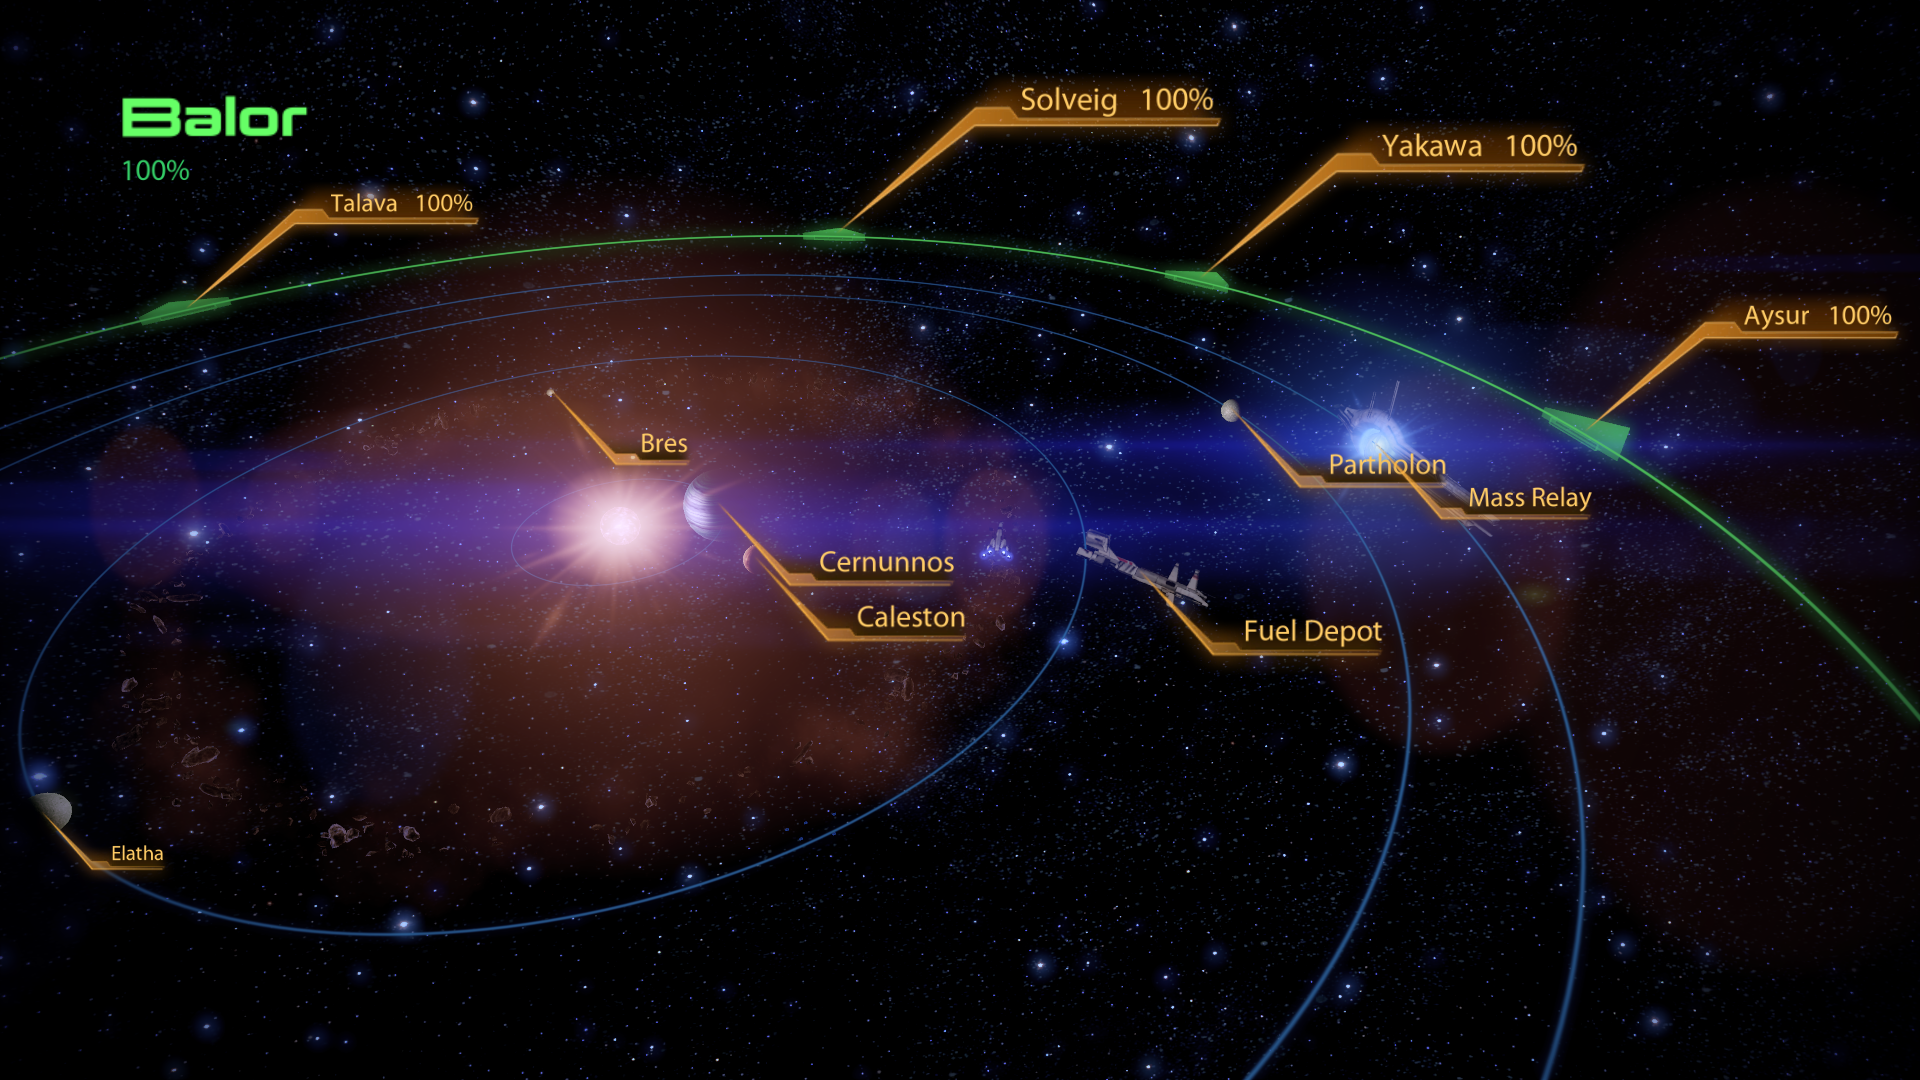 Balor
100%
Solveig 100%
Yakawa 100%
Talava 100%
Aysur 100%
Bres
Partholon
Mass Relay
Cernunnos
Caleston
Fuel Depot
Elatha